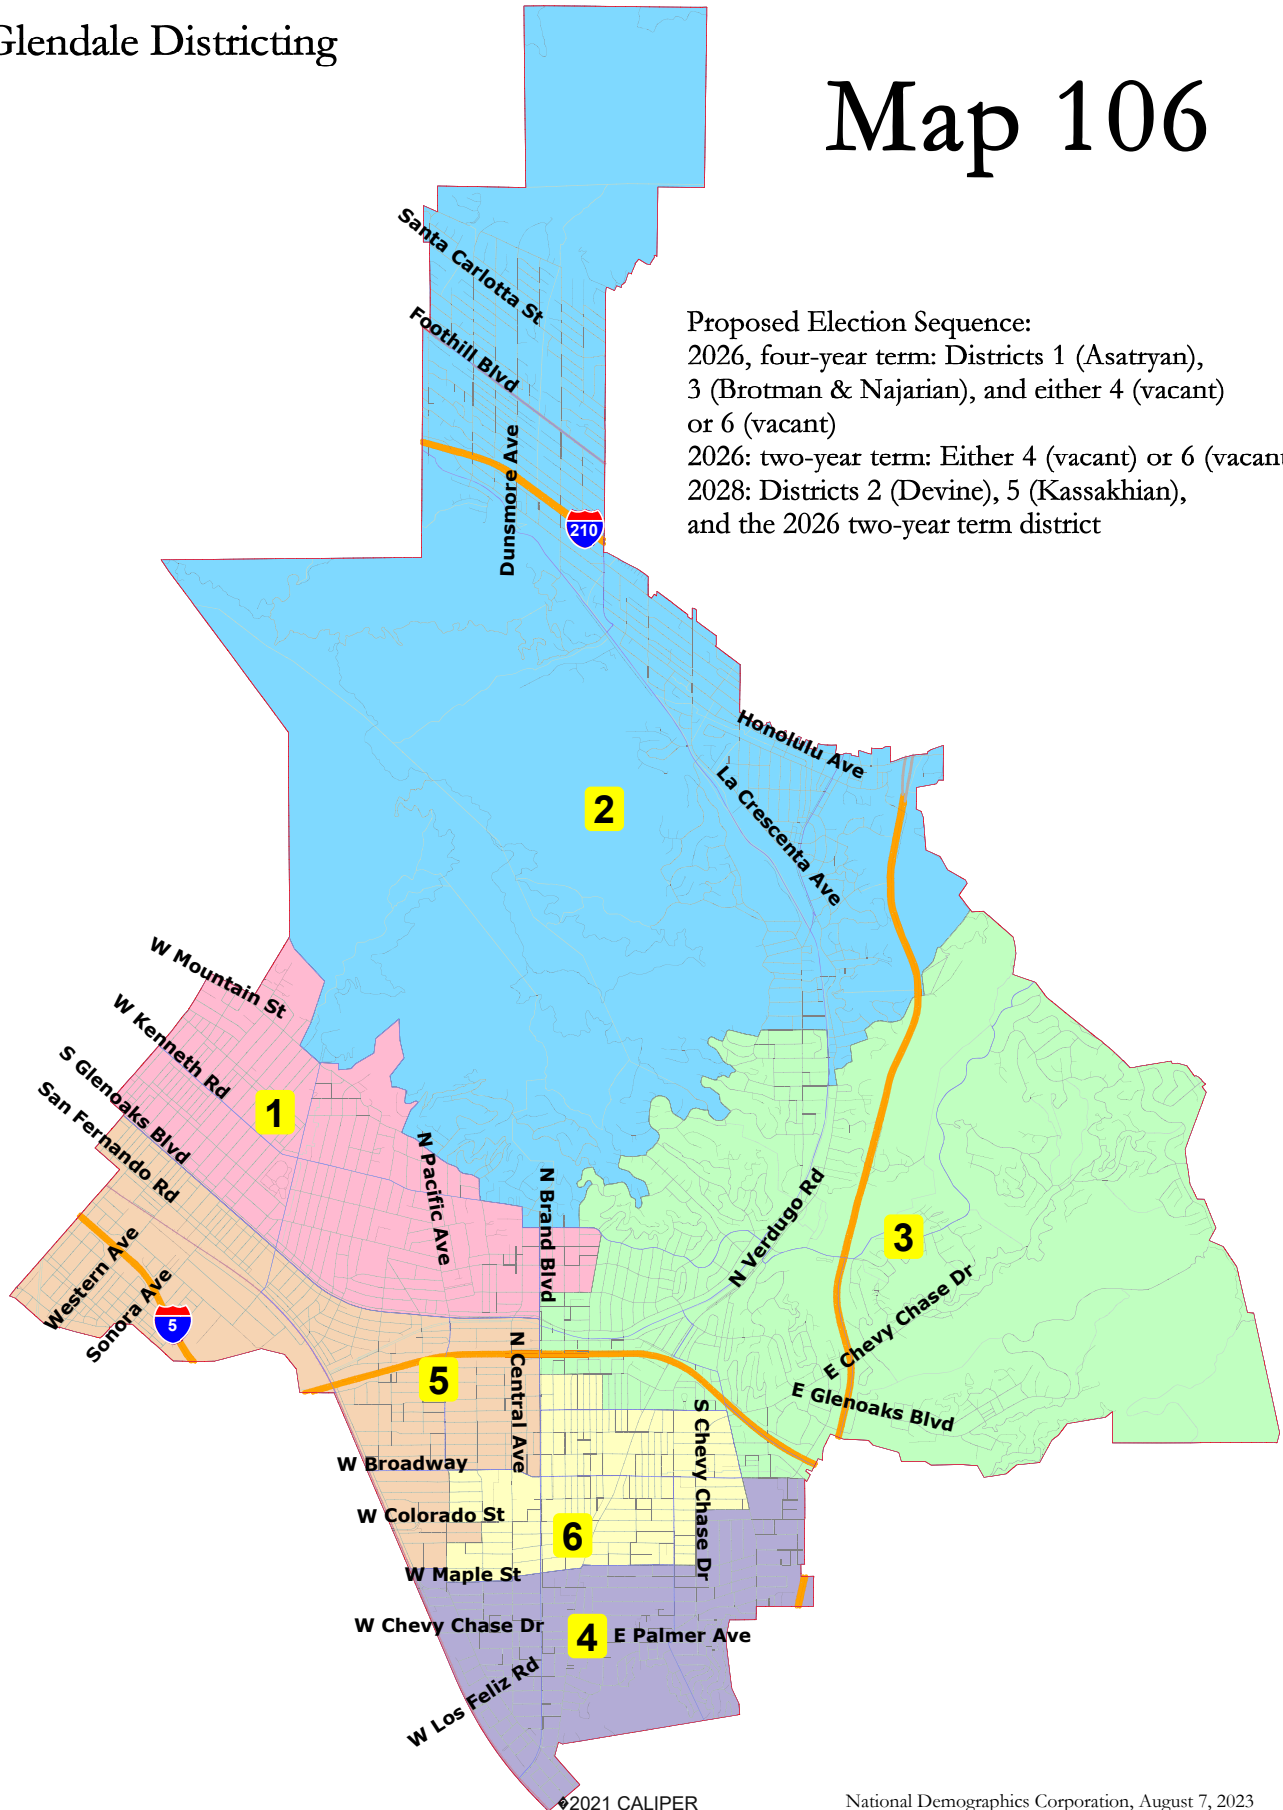 Glendale Districting
Map 106
Santa Carlotta St
Foothill Blvd
Proposed Election Sequence:
2026, four-year term: Districts 1 (Asatryan),
3 (Brotman & Najarian), and either 4 (vacant)
or 6 (vacant)
2026: two-year term: Either 4 (vacant) or 6 (vacant
2028: Districts 2 (Devine), 5 (Kassakhian),
and the 2026 two-year term district
Dunsmore Ave
210
Honolulu Ave
La Crescenta Ave
2
W Mountain St
W Kenneth Rd
S Glenoaks Blvd
San Fernando Rd
1
N Pacific Ave
N Brand Blvd
N Verdugo Rd
3
Western Ave
Sonora Ave
5
E Chevy Chase Dr
E Glenoaks Blvd
N Central Ave
5
S Chevy Chase Dr
W Broadway
W Colorado St
6
W Maple St
W Chevy Chase Dr
4
E Palmer Ave
W Los Feliz Rd
©2021 CALIPER
National Demographics Corporation, August 7, 2023